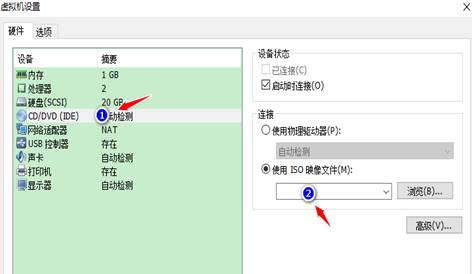 虚拟机设置
硬件 选项
设备 摘要
内存 1 GB
处理器 2
硬盘(SCSI) 20 GB
CD/DVD (IDE) 动检测
网络适配器 NAT
USB 控制器 存在
声卡 自动检测
打印机 存在
显示器 自动检测
1
设备状态
已连接(C)
启动时连接(O)
连接
使用物理驱动器(P):
自动检测
使用 ISO 映像文件(M):
2
浏览(B)...
高级(V)...